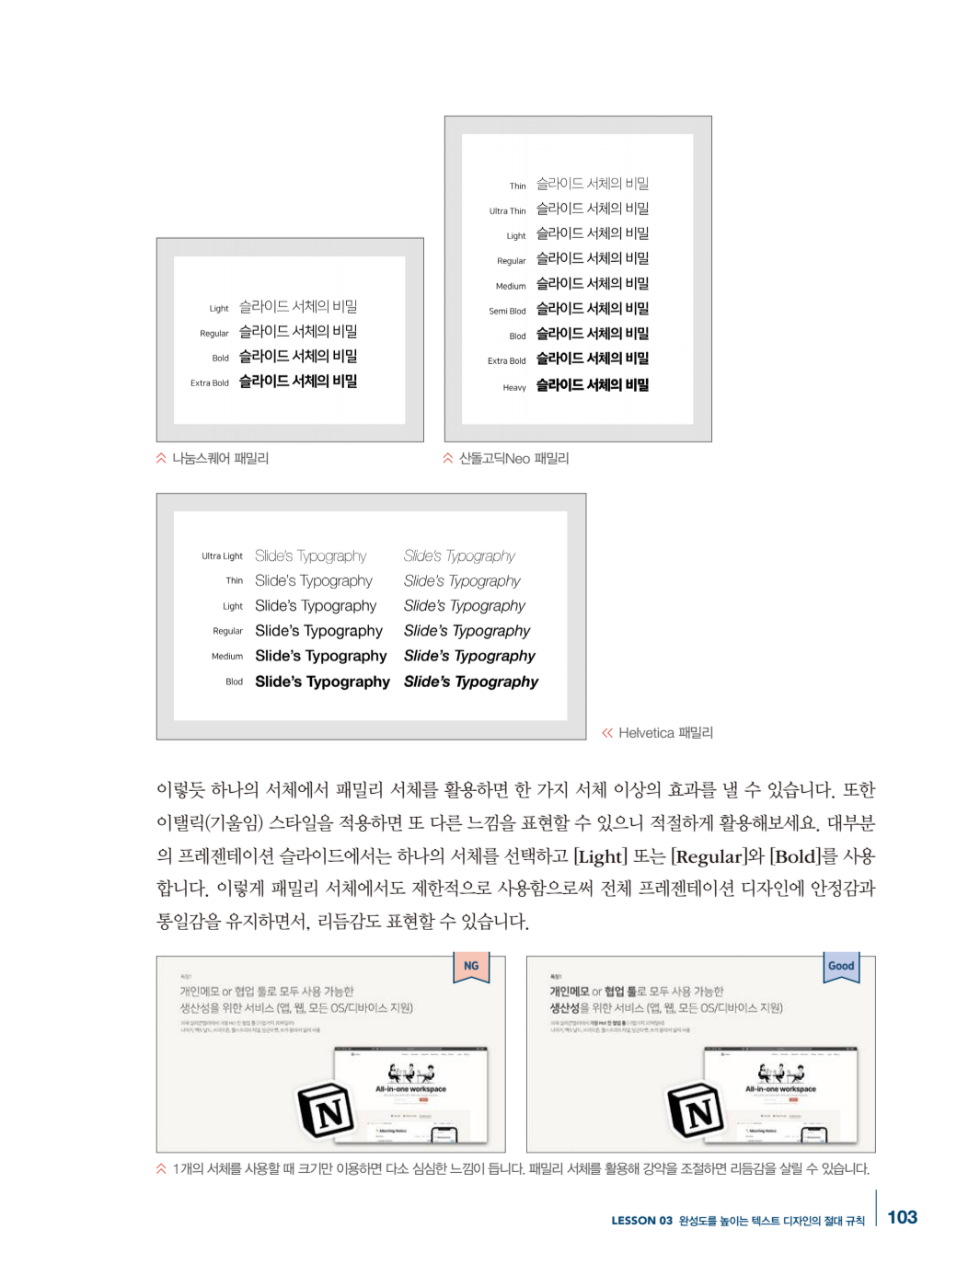 Thin 슬라이드 서체의 비밀
Ultra Thin 슬라이드 서체의 비밀
Light 슬라이드 서체의 비밀
Regular 슬라이드 서체의 비밀
Medium 슬라이드 서체의 비밀
Semi Blod 슬라이드 서체의 비밀
Blod 슬라이드 서체의 비밀
Extra Bold 슬라이드 서체의 비밀
Heavy 슬라이드 서체의 비밀
Light 슬라이드 서체의 비밀
Regular 슬라이드 서체의 비밀
Bold 슬라이드 서체의 비밀
Extra Bold 슬라이드 서체의 비밀
나눔스퀘어 패밀리
산돌고딕Neo 패밀리
Ultra Light Slide's Typography Slide's Typography
Thin Slide's Typography Slide's Typography
Light Slide's Typography Slide's Typography
Regular Slide's Typography Slide's Typography
Medium Slide's Typography Slide's Typography
Blod Slide's Typography Slide's Typography
Helvetica 패밀리
이렇듯 하나의 서체에서 패밀리 서체를 활용하면 한 가지 서체 이상의 효과를 낼 수 있습니다. 또한
이탤릭(기울임) 스타일을 적용하면 또 다른 느낌을 표현할 수 있으니 적절하게 활용해보세요. 대부분
의 프레젠테이션 슬라이드에서는 하나의 서체를 선택하고 [Light] 또는 [Regular]와 [Bold]를 사용
합니다. 이렇게 패밀리 서체에서도 제한적으로 사용함으로써 전체 프레젠테이션 디자인에 안정감과
통일감을 유지하면서, 리듬감도 표현할 수 있습니다.
NG
특징1
개인메모 or 협업 툴로 모두 사용 가능한
생산성을 위한 서비스 (앱, 웹, 모든 OS/디바이스 지원)
All-in-one workspace
Meeting Notes
N
Good
특징1
개인메모 or 협업 툴로 모두 사용 가능한
생산성을 위한 서비스 (앱, 웹, 모든 OS/디바이스 지원)
All-in-one workspace
Meeting Notes
N
1개의 서체를 사용할 때 크기만 이용하면 다소 심심한 느낌이 듭니다. 패밀리 서체를 활용해 강약을 조절하면 리듬감을 살릴 수 있습니다.
LESSON 03 완성도를 높이는 텍스트 디자인의 절대 규칙 103